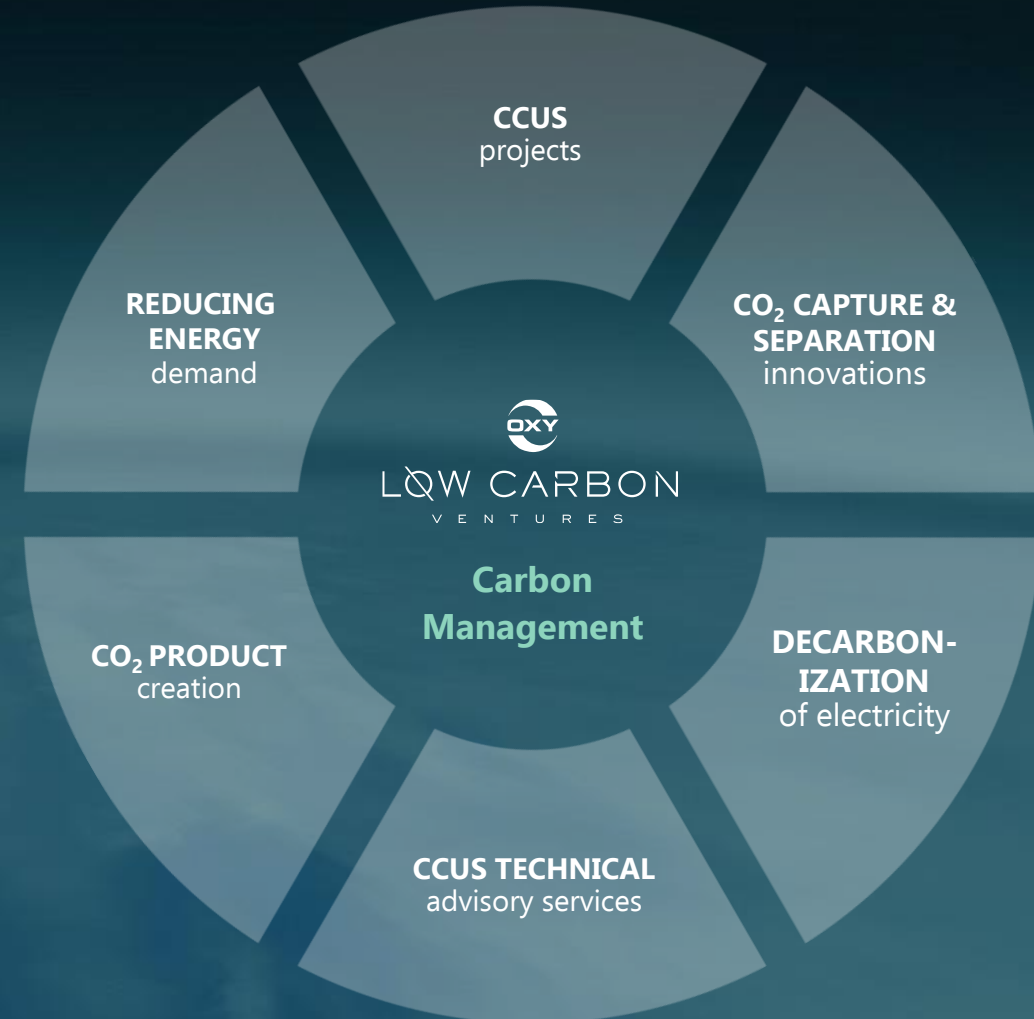 CCUS
projects
CO₂ CAPTURE &
SEPARATION
innovations
DECARBON-
IZATION
of electricity
CCUS TECHNICAL
advisory services
CO₂ PRODUCT
creation
REDUCING
ENERGY
demand
OXY
LOW CARBON
VENTURES
Carbon
Management